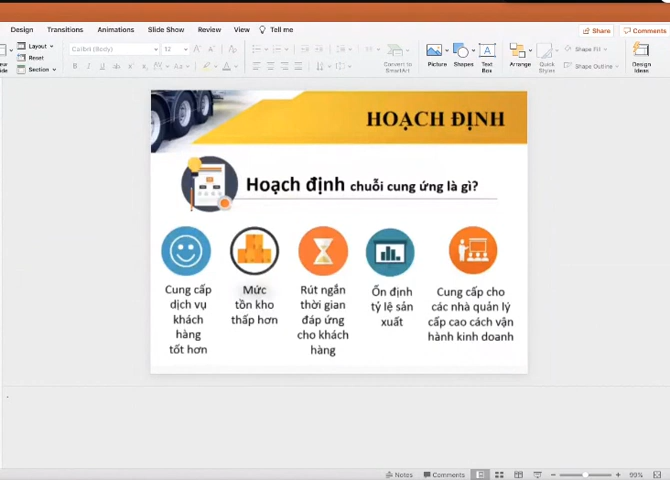 Design Transitions Animations Slide Show Review View Tell me Share Comments
Layout
Reset
Section
Calibri (Body) 12
Convert to
SmartArt
Picture
Shapes
Text
Box
Arrange
Quick
Styles
Shape Fill
Shape Outline
Design
Ideas
HOẠCH ĐỊNH
Hoạch định chuỗi cung ứng là gì?
Cung cấp
dịch vụ
khách
hàng
tốt hơn
Mức
tồn kho
thấp hơn
Rút ngắn
thời gian
đáp ứng
cho khách
hàng
Ổn định
tỷ lệ sản
xuất
Cung cấp cho
các nhà quản lý
cấp cao cách vận
hành kinh doanh
Notes Comments 99%